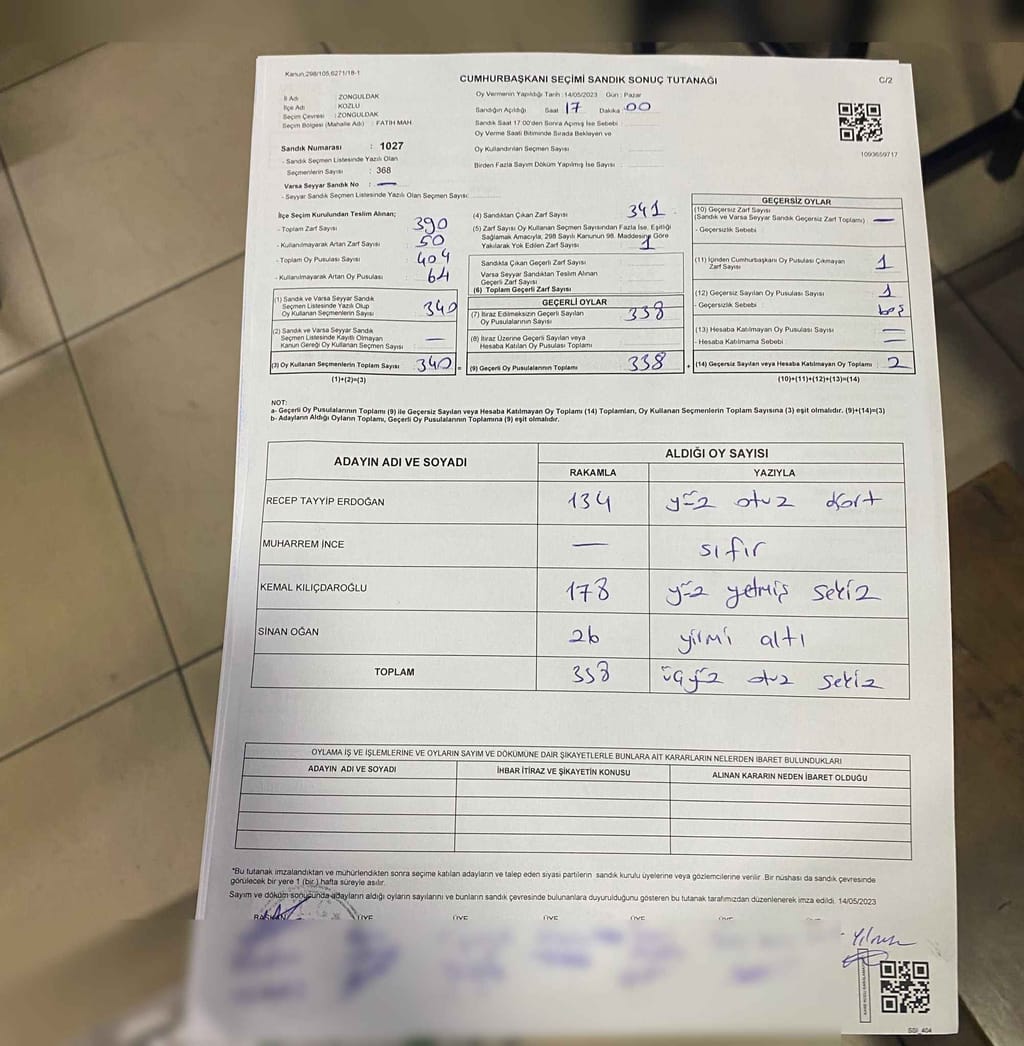 Kanun:298/105,6271/18-1
CUMHURBAŞKANI SEÇİMİ SANDIK SONUÇ TUTANAĞI
C/2
İl Adı : ZONGULDAK
İlçe Adı : KOZLU
Seçim Çevresi : ZONGULDAK
Seçim Bölgesi (Mahalle Adı) : FATİH MAH.
Sandık Numarası : 1027
- Sandık Seçmen Listesinde Yazılı Olan
Seçmenlerin Sayısı : 368
Varsa Seyyar Sandık No : —
- Seyyar Sandık Seçmen Listesinde Yazılı Olan Seçmen Sayısı:
Oy Vermenin Yapıldığı Tarih : 14/05/2023 Gün : Pazar
Sandığın Açıldığı Saat 17 Dakika 00
Sandık Saat 17:00'den Sonra Açılmış İse Sebebi
Oy Verme Saati Bitiminde Sırada Bekleyen ve
Oy Kullandırılan Seçmen Sayısı
Birden Fazla Sayım Döküm Yapılmış İse Sayısı
1093659717
İlçe Seçim Kurulundan Teslim Alınan;
- Toplam Zarf Sayısı 390
- Kullanılmayarak Artan Zarf Sayısı 50
- Toplam Oy Pusulası Sayısı 404
- Kullanılmayarak Artan Oy Pusulası 64
(1) Sandık ve Varsa Seyyar Sandık
Seçmen Listesinde Yazılı Olup
Oy Kullanan Seçmenlerin Sayısı 340
(2) Sandık ve Varsa Seyyar Sandık
Seçmen Listesinde Kayıtlı Olmayan
Kanun Gereği Oy Kullanan Seçmen Sayısı —
(3) Oy Kullanan Seçmenlerin Toplam Sayısı 340
(1)+(2)=(3)
(4) Sandıktan Çıkan Zarf Sayısı 341
(5) Zarf Sayısı Oy Kullanan Seçmen Sayısından Fazla İse, Eşitliği
Sağlamak Amacıyla, 298 Sayılı Kanunun 98. Maddesine Göre
Yakılarak Yok Edilen Zarf Sayısı 1
Sandıkta Çıkan Geçerli Zarf Sayısı
Varsa Seyyar Sandıktan Teslim Alınan
Geçerli Zarf Sayısı
(6) Toplam Geçerli Zarf Sayısı
GEÇERLİ OYLAR
(7) İtiraz Edilmeksizin Geçerli Sayılan
Oy Pusulalarının Sayısı 338
(8) İtiraz Üzerine Geçerli Sayılan veya
Hesaba Katılan Oy Pusulası Toplamı
= (9) Geçerli Oy Pusulalarının Toplamı 338
GEÇERSİZ OYLAR
(10) Geçersiz Zarf Sayısı
(Sandık ve Varsa Seyyar Sandık Geçersiz Zarf Toplamı) —
- Geçersizlik Sebebi
(11) İçinden Cumhurbaşkanı Oy Pusulası Çıkmayan
Zarf Sayısı 1
(12) Geçersiz Sayılan Oy Pusulası Sayısı 1
- Geçersizlik Sebebi boş
(13) Hesaba Katılmayan Oy Pusulası Sayısı —
- Hesaba Katılmama Sebebi —
+ (14) Geçersiz Sayılan veya Hesaba Katılmayan Oy Toplamı : 2
(10)+(11)+(12)+(13)=(14)
NOT:
a- Geçerli Oy Pusulalarının Toplamı (9) ile Geçersiz Sayılan veya Hesaba Katılmayan Oy Toplamı (14) Toplamları, Oy Kullanan Seçmenlerin Toplam Sayısına (3) eşit olmalıdır. (9)+(14)=(3)
b- Adayların Aldığı Oyların Toplamı, Geçerli Oy Pusulalarının Toplamına (9) eşit olmalıdır.
ADAYIN ADI VE SOYADI
ALDIĞI OY SAYISI
RAKAMLA YAZIYLA
RECEP TAYYİP ERDOĞAN 134 yüz otuz dört
MUHARREM İNCE — sıfır
KEMAL KILIÇDAROĞLU 178 yüz yetmiş sekiz
SİNAN OĞAN 26 yirmi altı
TOPLAM 338 üçyüz otuz sekiz
OYLAMA İŞ VE İŞLEMLERİNE VE OYLARIN SAYIM VE DÖKÜMÜNE DAİR ŞİKAYETLERLE BUNLARA AİT KARARLARIN NELERDEN İBARET BULUNDUKLARI
ADAYIN ADI VE SOYADI İHBAR İTİRAZ VE ŞİKAYETİN KONUSU ALINAN KARARIN NEDEN İBARET OLDUĞU
"Bu tutanak imzalandıktan ve mühürlendikten sonra seçime katılan adayların ve talep eden siyasi partilerin sandık kurulu üyelerine veya gözlemcilerine verilir. Bir nüshası da sandık çevresinde
görülecek bir yere 1 (bir ) hafta süreyle asılır.
Sayım ve döküm sonucunda adayların aldığı oyların sayılarını ve bunların sandık çevresinde bulunanlara duyurulduğunu gösteren bu tutanak tarafımızdan düzenlenerek imza edildi. 14/05/2023
BAŞKAN ÜYE ÜYE ÜYE ÜYE ÜYE
SSİ_404